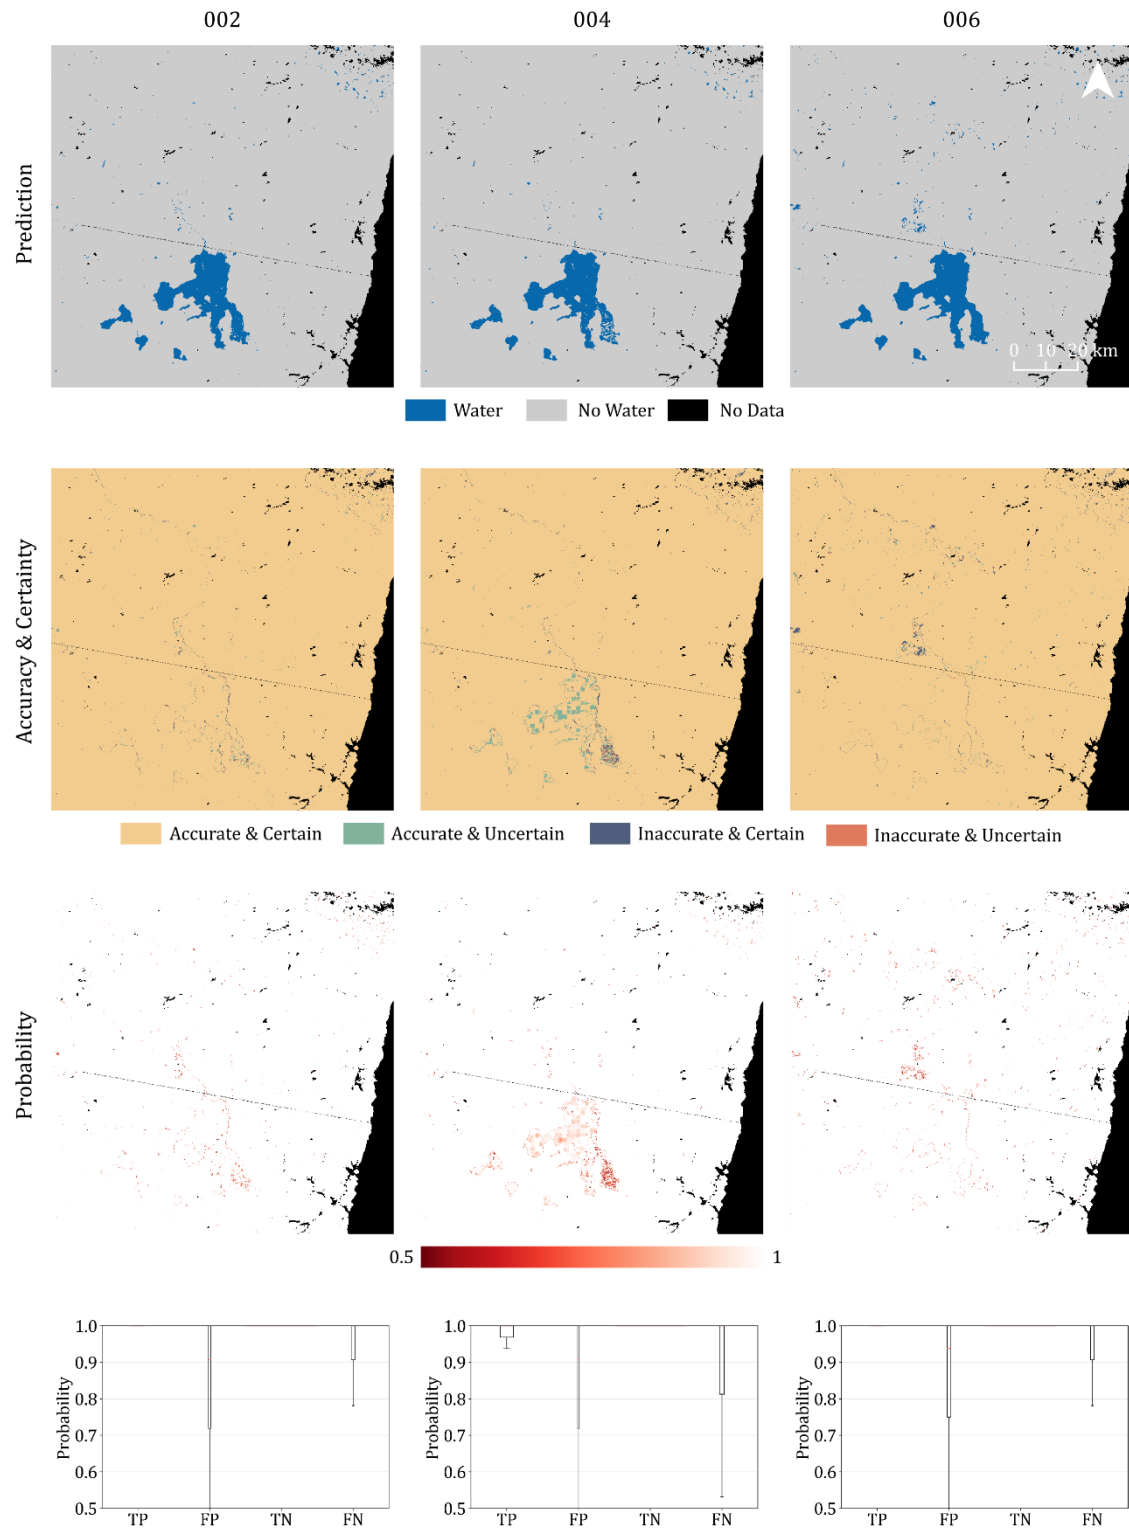 002 004 006
Prediction
0 10 20 km
Water No Water No Data
Accuracy & Certainty
Accurate & Certain Accurate & Uncertain Inaccurate & Certain Inaccurate & Uncertain
Probability
0.5 1
Probability
1.0
0.9
0.8
0.7
0.6
0.5
TP FP TN FN
Probability
1.0
0.9
0.8
0.7
0.6
0.5
TP FP TN FN
Probability
1.0
0.9
0.8
0.7
0.6
0.5
TP FP TN FN